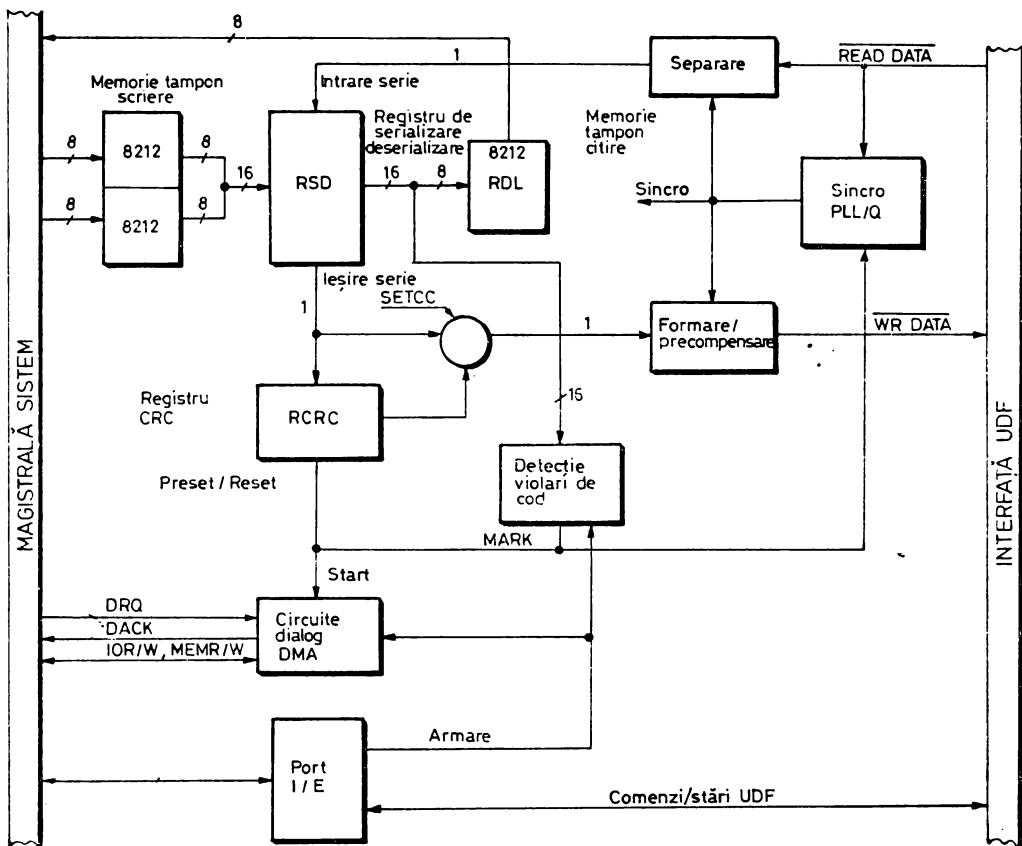 8
1
READ DATA
Separare
Memorie tampon
scriere
Intrare serie
Registru de
serializare
deserializare
Memorie
tampon
citire
8
8
8212
8
8
8212
16
RSD
16
8
8212
RDL
Sincro
Sincro
PLL/Q
Ieșire serie
1
SETCC
1
Formare/
precompensare
WR DATA
16
Registru
CRC
RCRC
Detecție
violări de
cod
Preset / Reset
MARK
Start
DRQ
DACK
IOR/W, MEMR/W
Circuite
dialog
DMA
Armare
Port
I / E
Comenzi/stări UDF
MAGISTRALĂ SISTEM
INTERFAȚĂ UDF